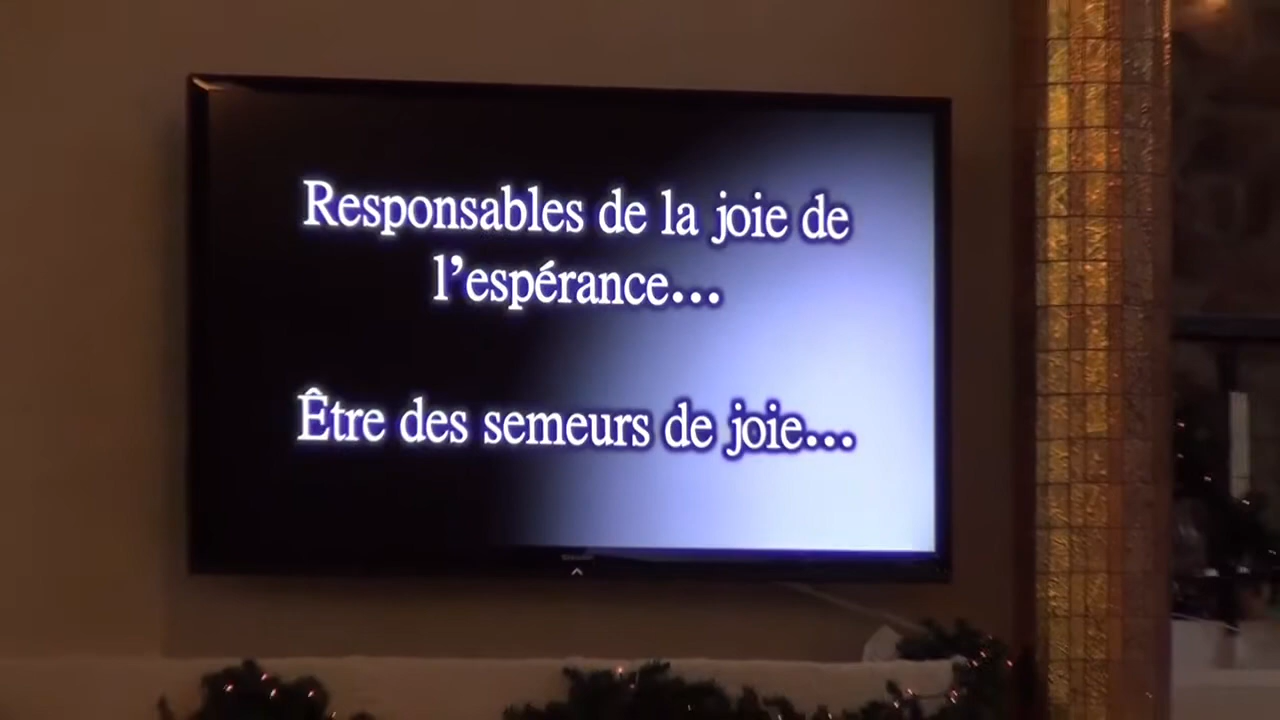 Responsables de la joie de
l’espérance...
Être des semeurs de joie...